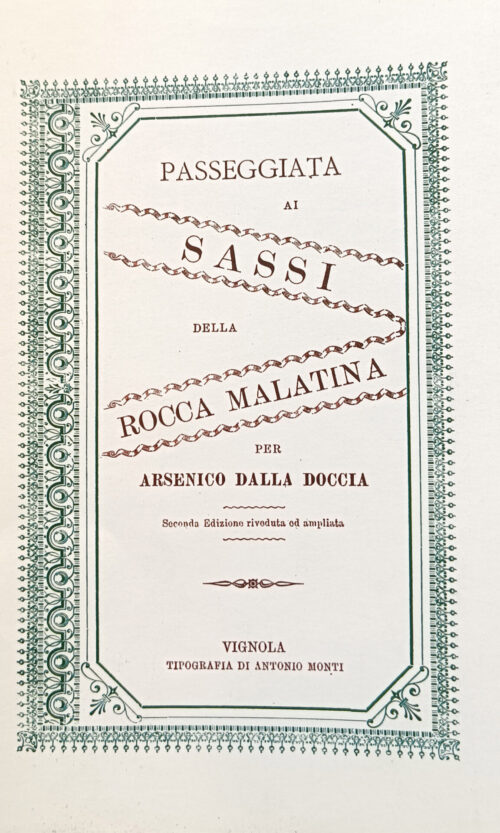 PASSEGGIATA
AI
SASSI
DELLA
ROCCA MALATINA
PER
ARSENICO DALLA DOCCIA
Seconda Edizione riveduta ed ampliata
VIGNOLA
TIPOGRAFIA DI ANTONIO MONTI